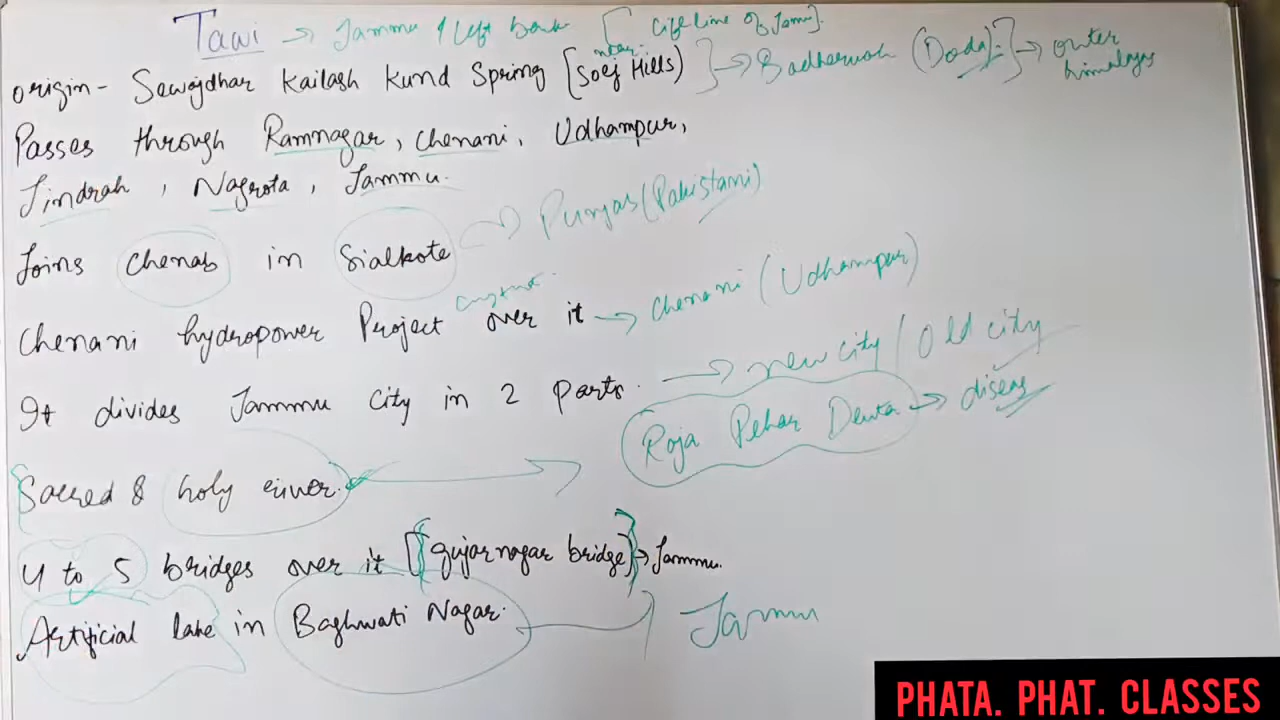 Tawi → Jammu / left bank [ life line of Jammu ].
Origin - Sewajdhar Kailash Kund Spring [near Soej Hills) ] → Badherwah (Doda) ] → outer himalayas
Passes through Ramnagar, Chenani, Udhampur,
Jindrah, Nagrota, Jammu.
Joins Chenab in Sialkote → Punjab (Pakistani)
Chenani hydropower Project over it → Chenani (Udhampur)
It divides Jammu City in 2 parts. → new city / Old city
Raja Pehar Devta → diseas
Sacred & holy river. →
4 to 5 bridges over it [ { gujar nagar bridge } → Jammu.
Artificial lake in Baghwati Nagar. Jammu
PHATA. PHAT. CLASSES